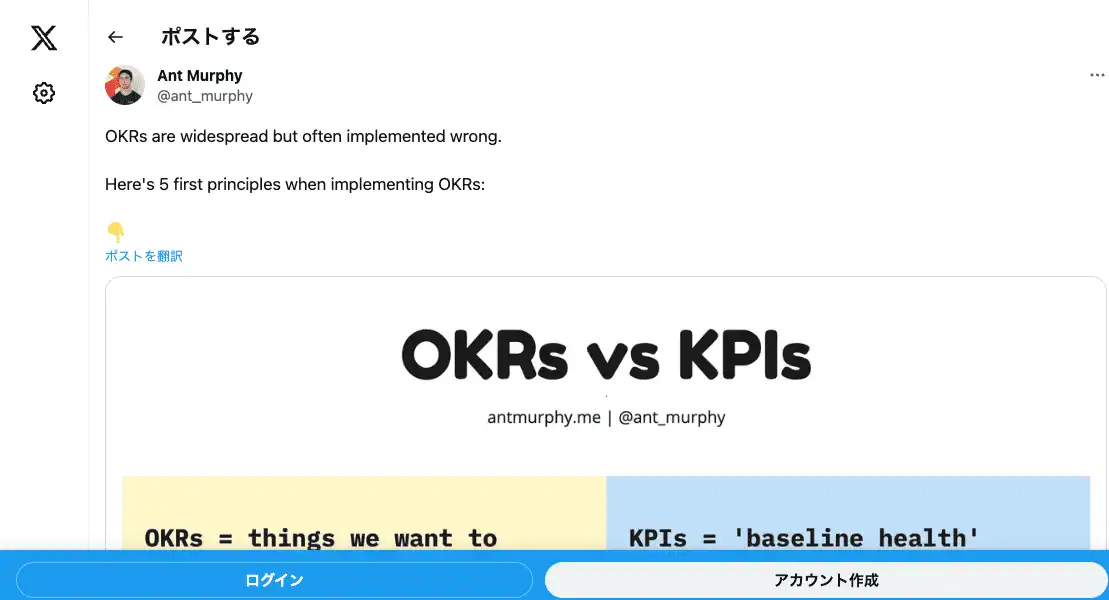 ポストする
Ant Murphy
@ant_murphy
OKRs are widespread but often implemented wrong.
Here's 5 first principles when implementing OKRs:
ポストを翻訳
OKRs vs KPIs
antmurphy.me | @ant_murphy
OKRs = things we want to
KPIs = 'baseline health'
ログイン
アカウント作成